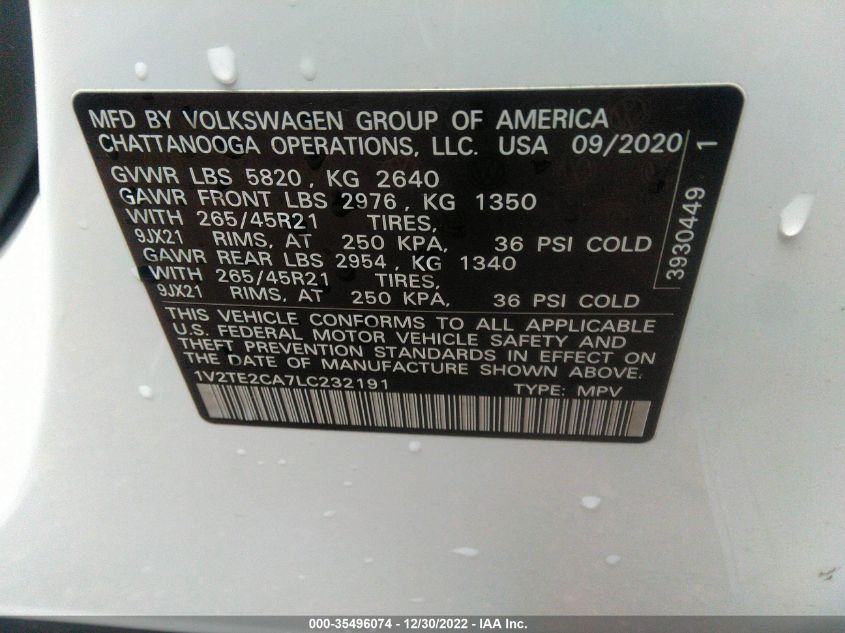 MFD BY VOLKSWAGEN GROUP OF AMERICA
CHATTANOOGA OPERATIONS, LLC. USA 09/2020
GVWR LBS 5820, KG 2640
GAWR FRONT LBS 2976, KG 1350
WITH 265/45R21 TIRES,
9JX21 RIMS, AT 250 KPA, 36 PSI COLD
GAWR REAR LBS 2954, KG 1340
WITH 265/45R21 TIRES,
9JX21 RIMS, AT 250 KPA, 36 PSI COLD
THIS VEHICLE CONFORMS TO ALL APPLICABLE
U.S. FEDERAL MOTOR VEHICLE SAFETY AND
THEFT PREVENTION STANDARDS IN EFFECT ON
THE DATE OF MANUFACTURE SHOWN ABOVE.
1V2TE2CA7LC232191 TYPE: MPV
3930449 1
000-35496074 - 12/30/2022 - IAA Inc.